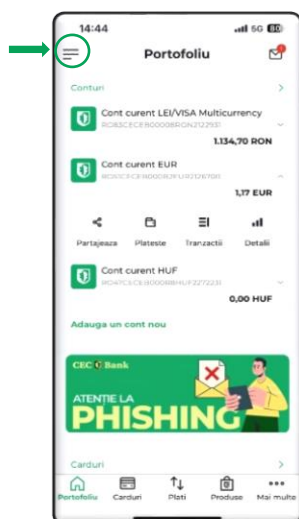 14:44
5G 80
Portofoliu
Conturi
Cont curent LEI/VISA Multicurrency
1.134,70 RON
Cont curent EUR
1,17 EUR
Partajeaza Plateste Tranzactii Detalii
Cont curent HUF
0,00 HUF
Adauga un cont nou
CEC Bank
ATENȚIE LA
PHISHING
Carduri
Portofoliu Carduri Plati Produse Mai multe